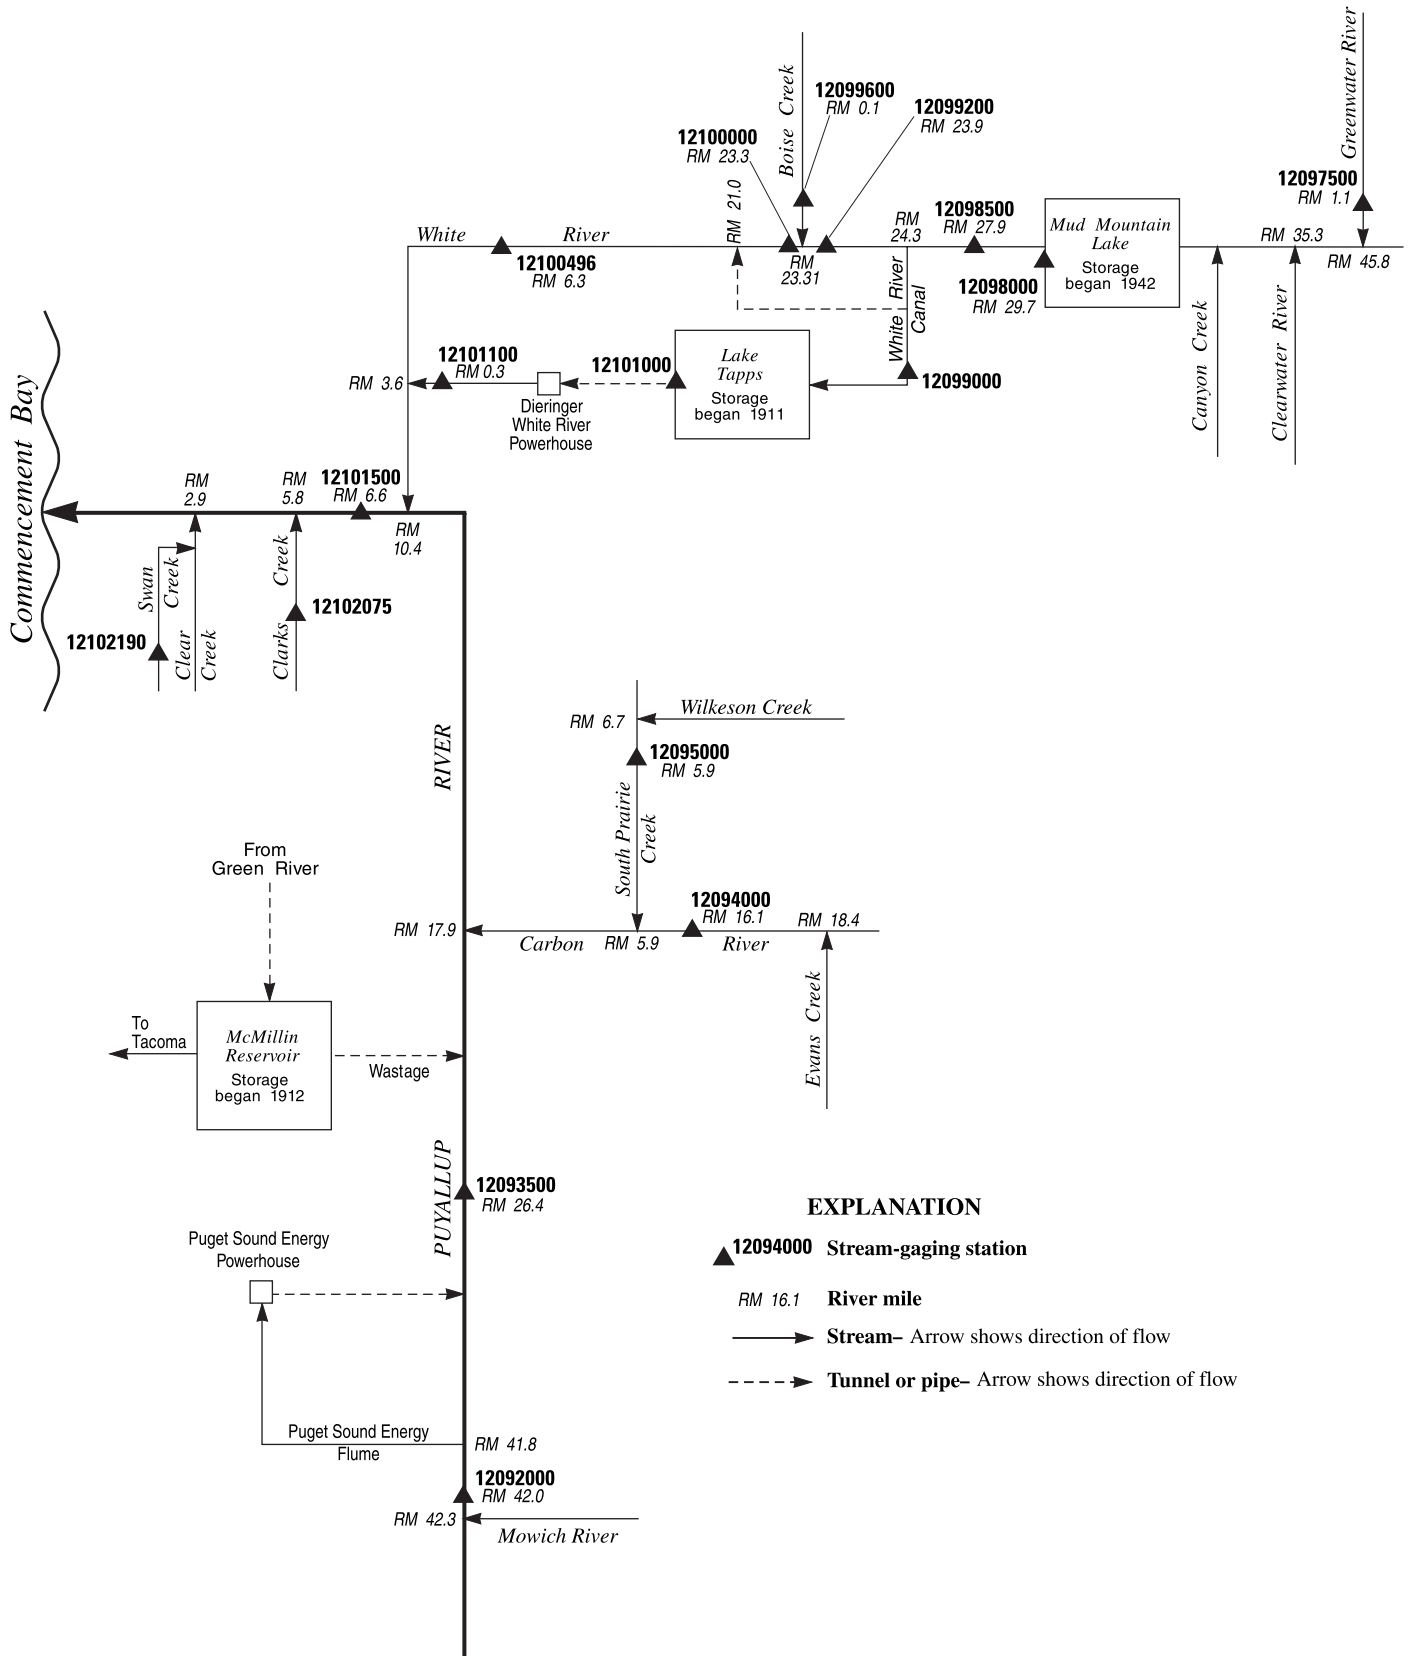 Greenwater River
12097500
RM 1.1
RM 35.3
RM 45.8
Boise Creek
12099600
RM 0.1
12099200
RM 23.9
12100000
RM 23.3
RM 21.0
RM
23.31
RM
24.3
12098500
RM 27.9
Mud Mountain
Lake
Storage
began 1942
12098000
RM 29.7
Canyon Creek
Clearwater River
White River
12100496
RM 6.3
White River
Canal
12099000
Lake
Tapps
Storage
began 1911
12101000
12101100
RM 0.3
RM 3.6
Dieringer
White River
Powerhouse
Commencement Bay
RM
2.9
RM
5.8
12101500
RM 6.6
RM
10.4
Swan
Creek
Clear
Creek
12102190
Clarks Creek
12102075
Wilkeson Creek
RM 6.7
12095000
RM 5.9
South Prairie
Creek
12094000
RM 16.1
RM 18.4
RM 17.9
Carbon River
RM 5.9
Evans Creek
PUYALLUP RIVER
From
Green River
McMillin
Reservoir
Storage
began 1912
To
Tacoma
Wastage
12093500
RM 26.4
Puget Sound Energy
Powerhouse
Puget Sound Energy
Flume
RM 41.8
12092000
RM 42.0
RM 42.3
Mowich River
EXPLANATION
12094000 Stream-gaging station
RM 16.1 River mile
Stream– Arrow shows direction of flow
Tunnel or pipe– Arrow shows direction of flow